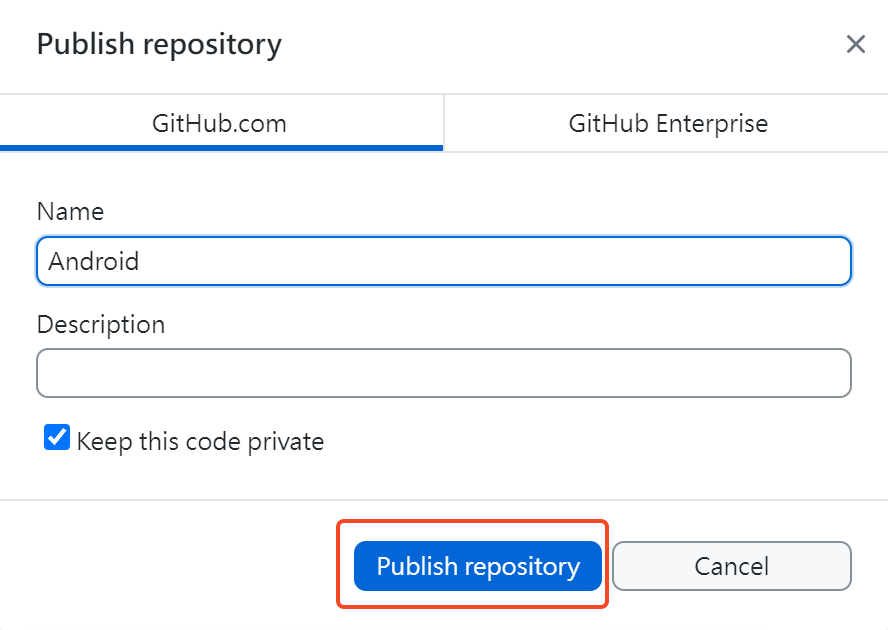 Publish repository
GitHub.com
GitHub Enterprise
Name
Android
Description
Keep this code private
Publish repository
Cancel